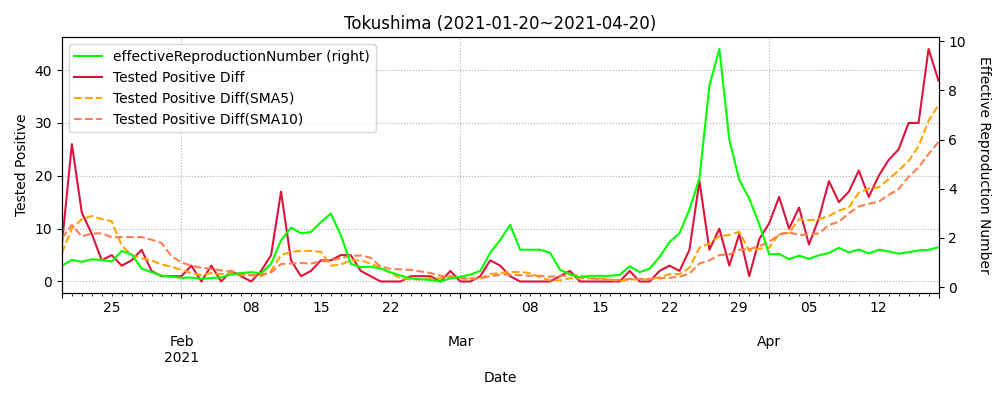 Tokushima (2021-01-20~2021-04-20)
effectiveReproductionNumber (right)
Tested Positive Diff
Tested Positive Diff(SMA5)
Tested Positive Diff(SMA10)
Tested Positive
0
10
20
30
40
Effective Reproduction Number
0
2
4
6
8
10
25 08 15 22 08 15 22 29 05 12
Feb Mar Apr
2021
Date